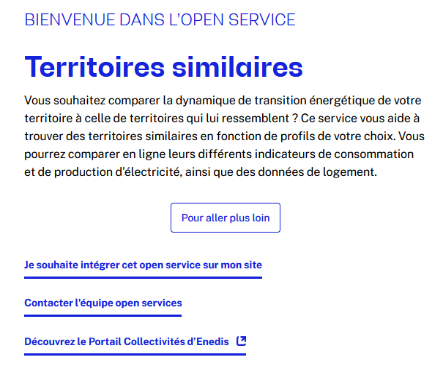 BIENVENUE DANS L’OPEN SERVICE
Territoires similaires
Vous souhaitez comparer la dynamique de transition énergétique de votre
territoire à celle de territoires qui lui ressemblent ? Ce service vous aide à
trouver des territoires similaires en fonction de profils de votre choix. Vous
pourrez comparer en ligne leurs différents indicateurs de consommation
et de production d’électricité, ainsi que des données de logement.
Pour aller plus loin
Je souhaite intégrer cet open service sur mon site
Contacter l’équipe open services
Découvrez le Portail Collectivités d’Enedis